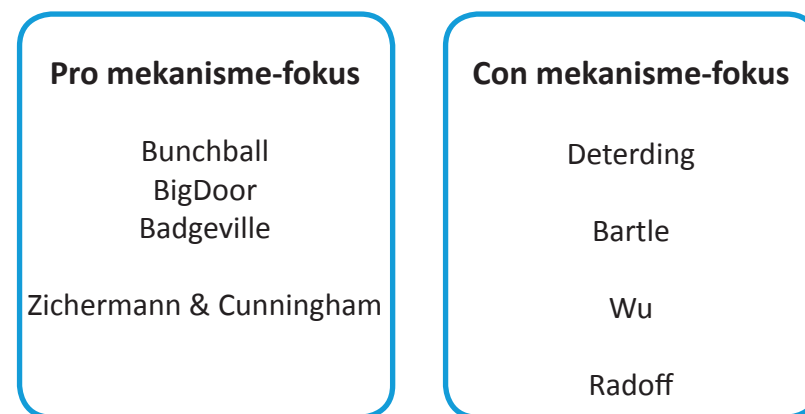 Pro mekanisme-fokus
Bunchball
BigDoor
Badgeville
Zichermann & Cunningham
Con mekanisme-fokus
Deterding
Bartle
Wu
Radoff